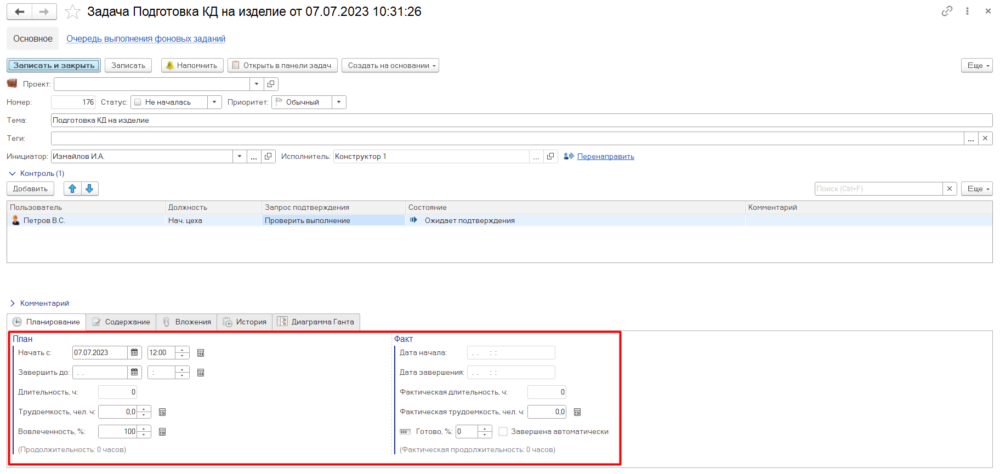 Задача Подготовка КД на изделие от 07.07.2023 10:31:26
Основное Очередь выполнения фоновых заданий
Записать и закрыть Записать Напомнить Открыть в панели задач Создать на основании Еще
Проект:
Номер: 176 Статус: Не началась Приоритет: Обычный
Тема: Подготовка КД на изделие
Теги: ...
Инициатор: Измайлов И.А. ... Исполнитель: Конструктор 1 ... Перенаправить
Контроль (1)
Добавить Поиск (Ctrl+F) Еще
Пользователь Должность Запрос подтверждения Состояние Комментарий
Петров В.С. Нач. цеха Проверить выполнение Ожидает подтверждения
Комментарий
Планирование Содержание Вложения История Диаграмма Ганта
План Факт
Начать с: 07.07.2023 12:00 Дата начала: . . : :
Завершить до: . . : Дата завершения: . . : :
Длительность, ч: 0 Фактическая длительность, ч: 0
Трудоемкость, чел. ч: 0,0 Фактическая трудоемкость, чел. ч: 0,0
Вовлеченность, %: 100 Готово, %: 0 Завершена автоматически
(Продолжительность: 0 часов) (Фактическая продолжительность: 0 часов)